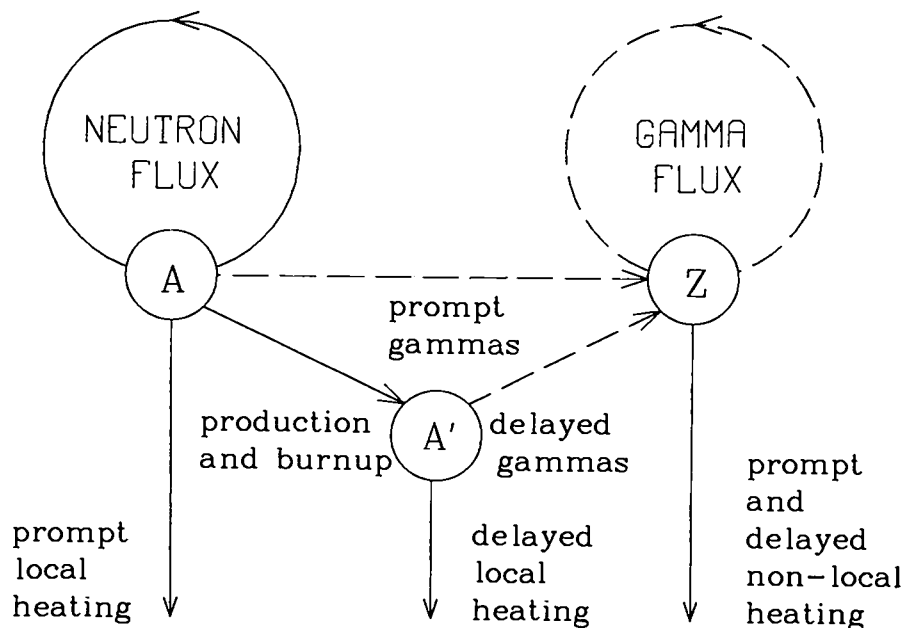 NEUTRON
FLUX
GAMMA
FLUX
A
Z
prompt
gammas
A'
production
and burnup
delayed
gammas
prompt
local
heating
delayed
local
heating
prompt
and
delayed
non-local
heating